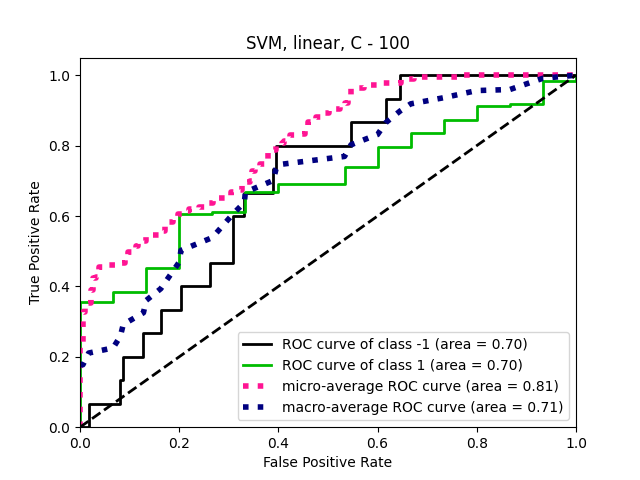 SVM, linear, C - 100
1.0
0.8
0.6
0.4
0.2
0.0
True Positive Rate
ROC curve of class -1 (area = 0.70)
ROC curve of class 1 (area = 0.70)
micro-average ROC curve (area = 0.81)
macro-average ROC curve (area = 0.71)
0.0 0.2 0.4 0.6 0.8 1.0
False Positive Rate